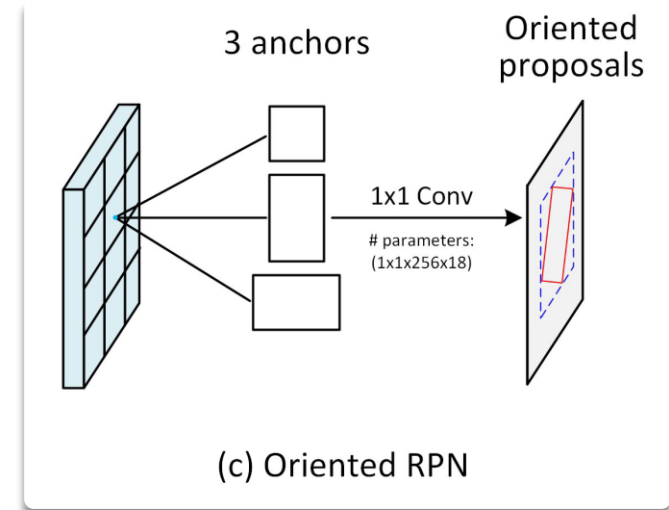 3 anchors
Oriented
proposals
1x1 Conv
# parameters:
(1x1x256x18)
(c) Oriented RPN